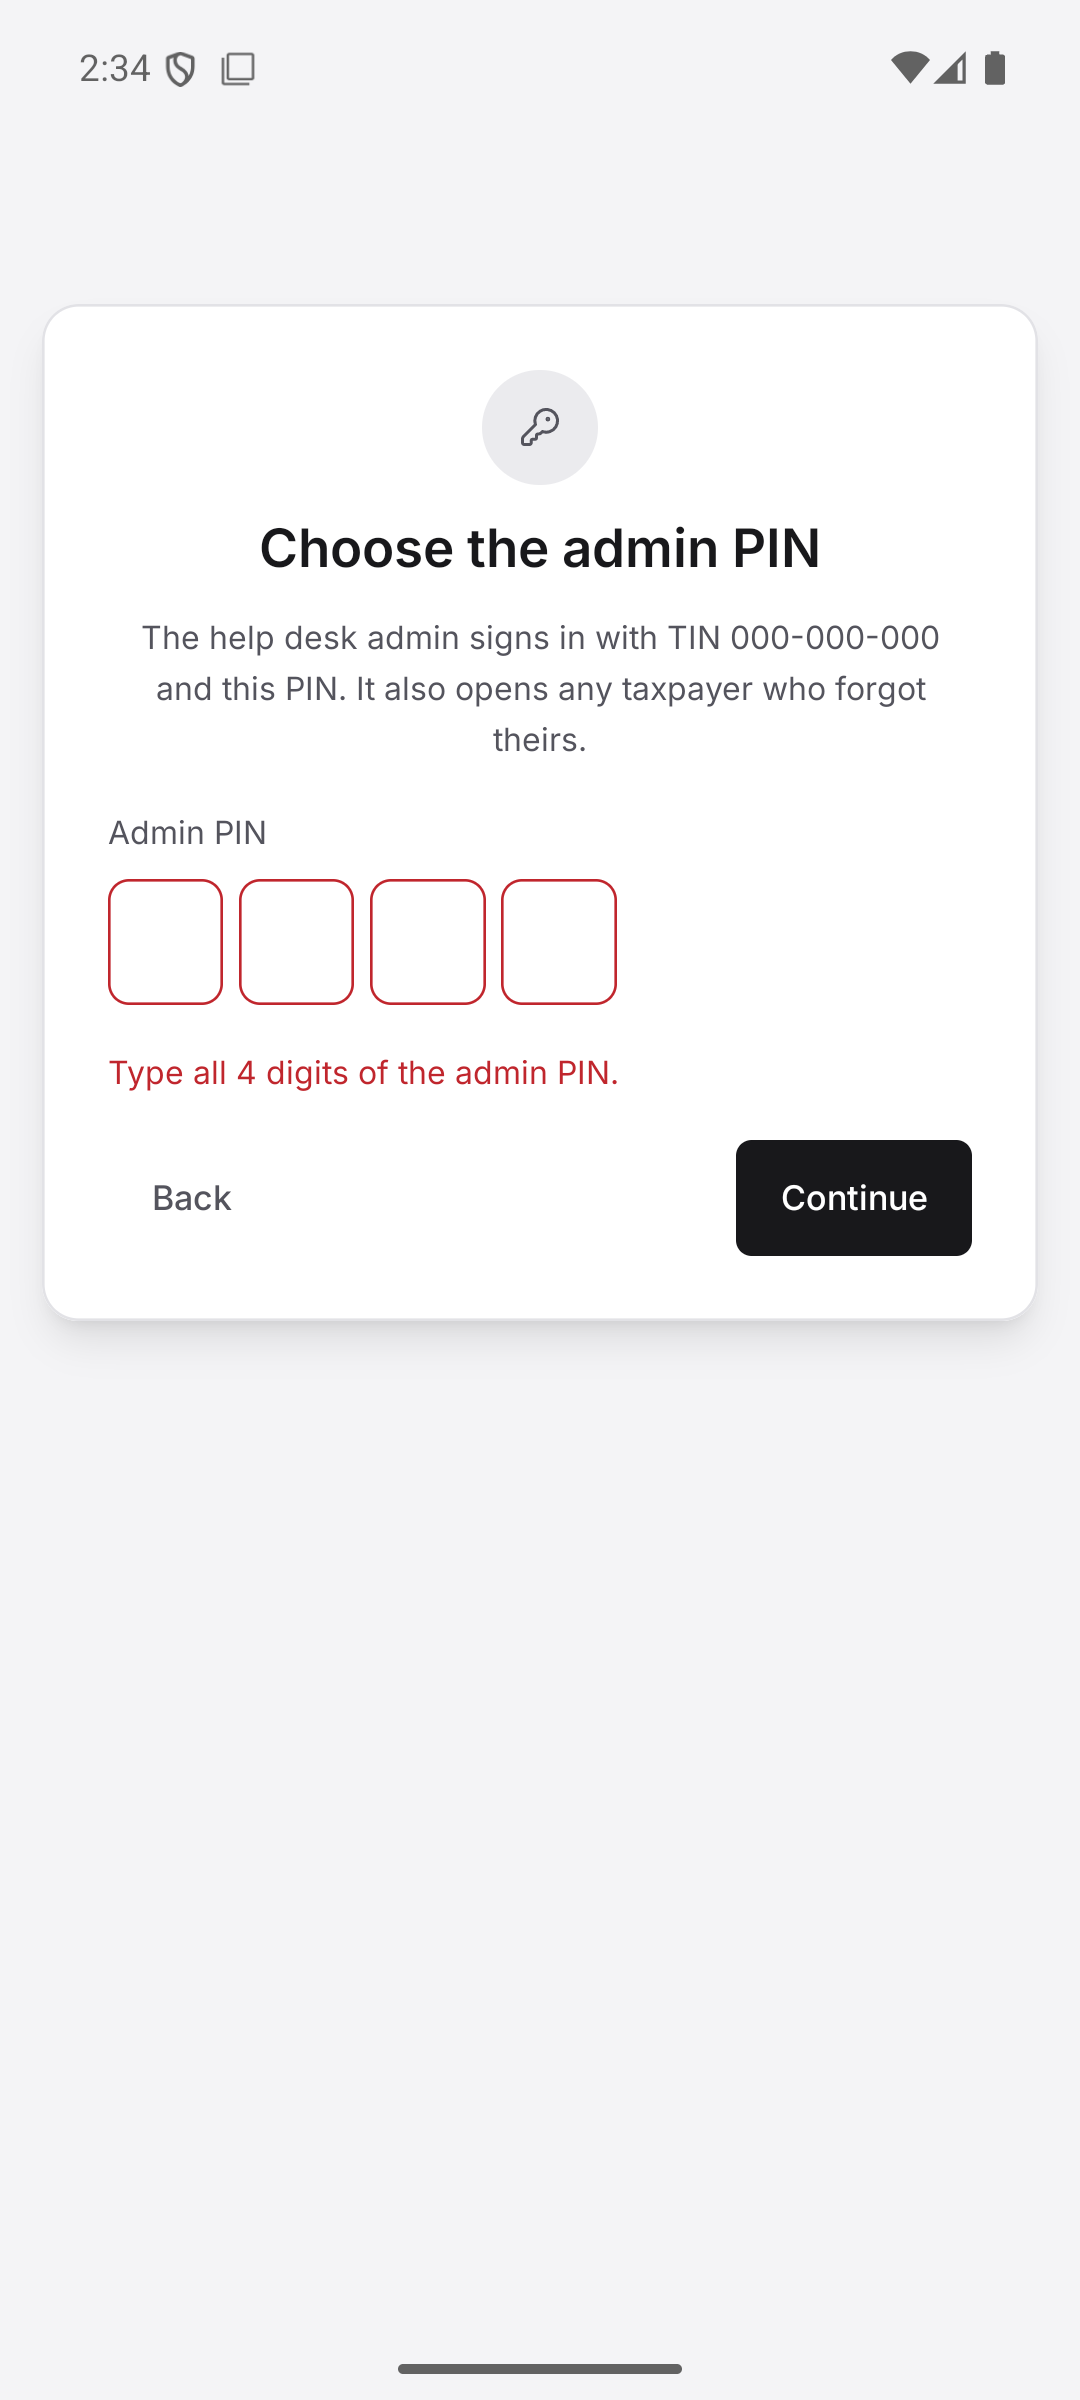 2:34
Choose the admin PIN
The help desk admin signs in with TIN 000-000-000
and this PIN. It also opens any taxpayer who forgot
theirs.
Admin PIN
Type all 4 digits of the admin PIN.
Back
Continue